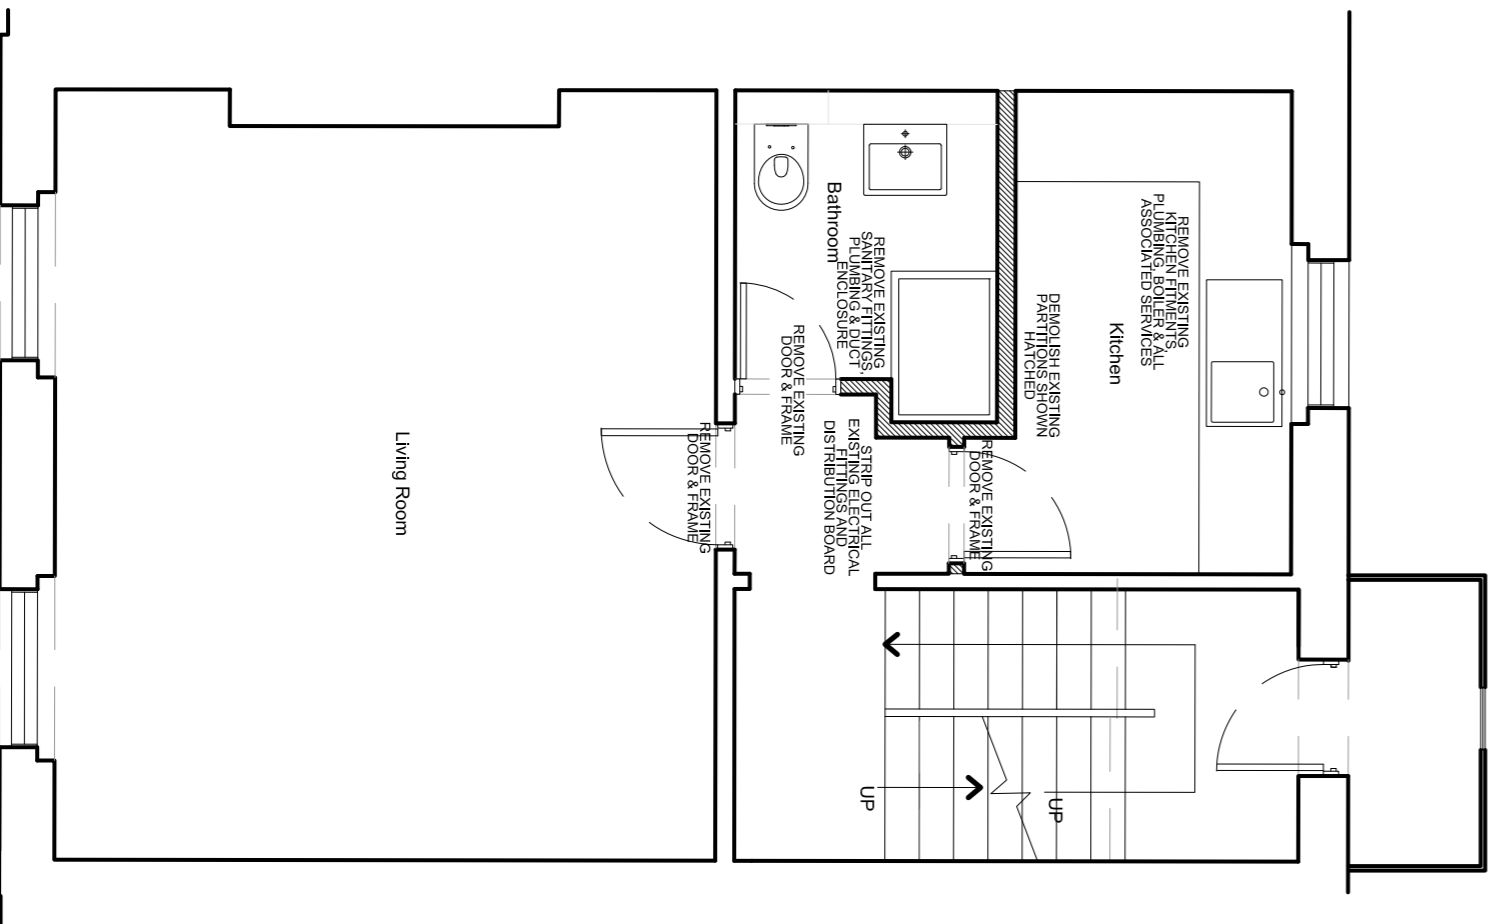 REMOVE EXISTING
KITCHEN FITMENTS,
PLUMBING, BOILER & ALL
ASSOCIATED SERVICES
Kitchen
DEMOLISH EXISTING
PARTITIONS SHOWN
HATCHED
UP
REMOVE EXISTING
DOOR & FRAME
REMOVE EXISTING
SANITARY FITTINGS,
PLUMBING & DUCT
ENCLOSURE
Bathroom
STRIP OUT ALL
EXISTING ELECTRICAL
FITTINGS AND
DISTRIBUTION BOARD
UP
REMOVE EXISTING
DOOR & FRAME
REMOVE EXISTING
DOOR & FRAME
Living Room